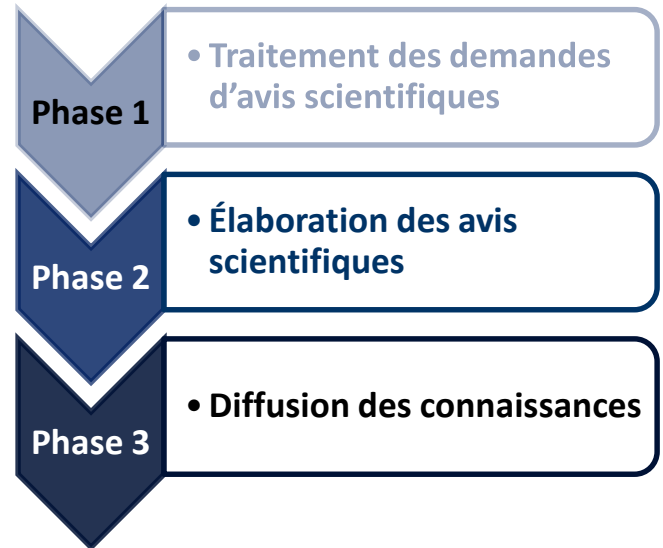 Phase 1
• Traitement des demandes
d'avis scientifiques
Phase 2
• Élaboration des avis
scientifiques
Phase 3
• Diffusion des connaissances